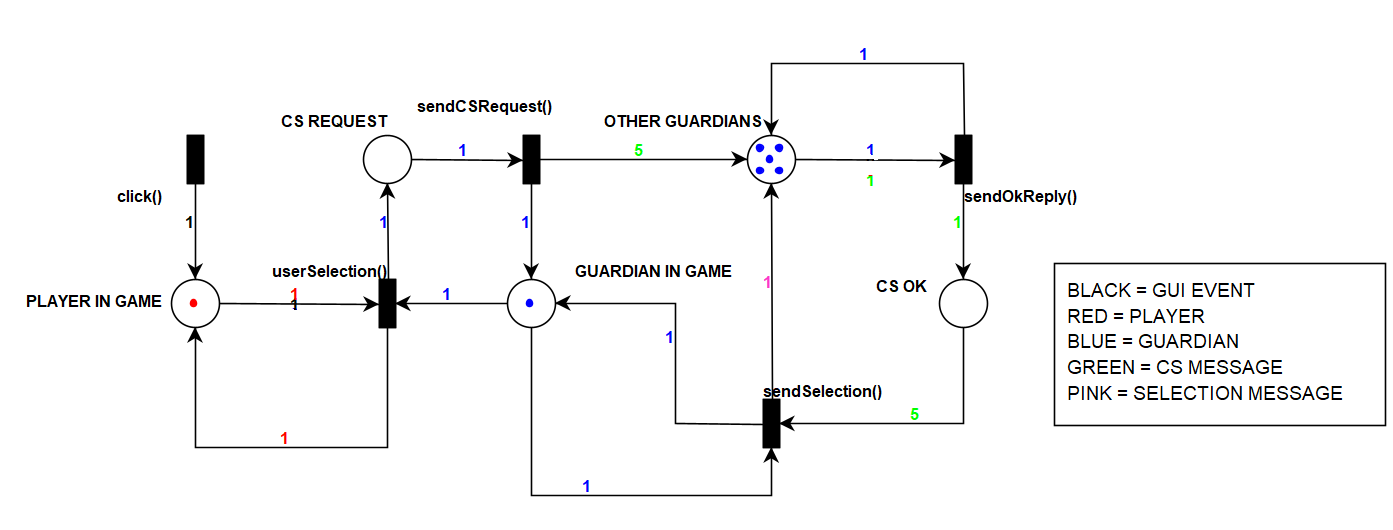 1
sendCSRequest()
CS REQUEST
OTHER GUARDIANS
1
5
1
1
click()
sendOkReply()
1
1
1
1
userSelection()
GUARDIAN IN GAME
PLAYER IN GAME
1
1
1
1
CS OK
1
sendSelection()
5
1
1
BLACK = GUI EVENT
RED = PLAYER
BLUE = GUARDIAN
GREEN = CS MESSAGE
PINK = SELECTION MESSAGE